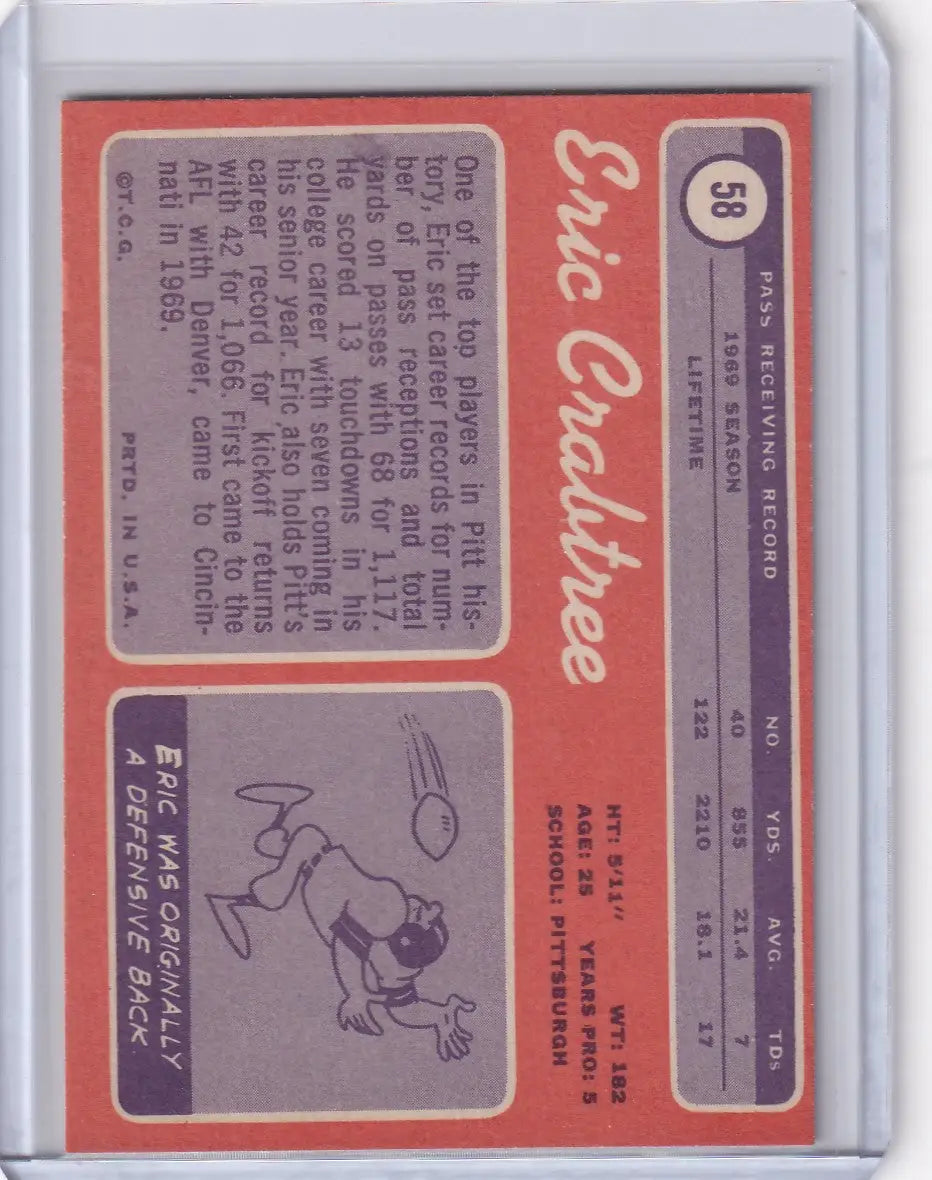 58
PASS RECEIVING RECORD NO. YDS. AVG. TDS
1969 SEASON 40 855 21.4 7
LIFETIME 122 2210 18.1 17
Eric Crabtree
HT: 5/11" WT: 182
AGE: 25 YEARS PRO: 5
SCHOOL: PITTSBURGH
One of the top players in Pitt his-
tory, Eric set career records for num-
ber of pass receptions and total
yards on passes with 68 for 1,117.
He scored 13 touchdowns in his
college career with seven coming in
his senior year. Eric also holds Pitt's
career record for kickoff returns
with 42 for 1,066. First came to the
AFL with Denver, came to Cincin-
nati in 1969.
©T.C.G. PRTD. IN U.S.A.
ERIC WAS ORIGINALLY
A DEFENSIVE BACK.